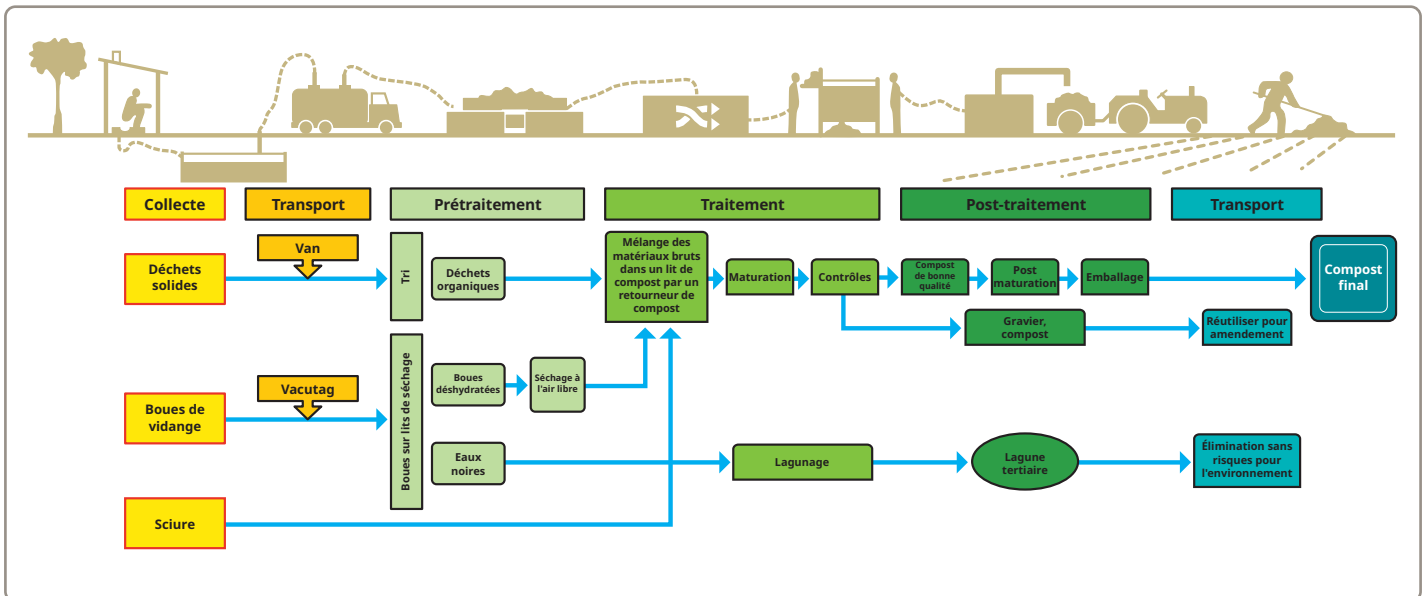 Collecte
Transport
Prétraitement
Traitement
Post-traitement
Transport
Déchets
solides
Van
Tri
Déchets
organiques
Mélange des
matériaux bruts
dans un lit de
compost par un
retourneur de
compost
Maturation
Contrôles
Compost
de bonne
qualité
Post
maturation
Emballage
Compost
final
Gravier,
compost
Réutiliser pour
amendement
Boues de
vidange
Vacutag
Boues sur lits de séchage
Boues
déshydratées
Séchage à
l'air libre
Eaux
noires
Lagunage
Lagune
tertiaire
Élimination sans
risques pour
l'environnement
Sciure